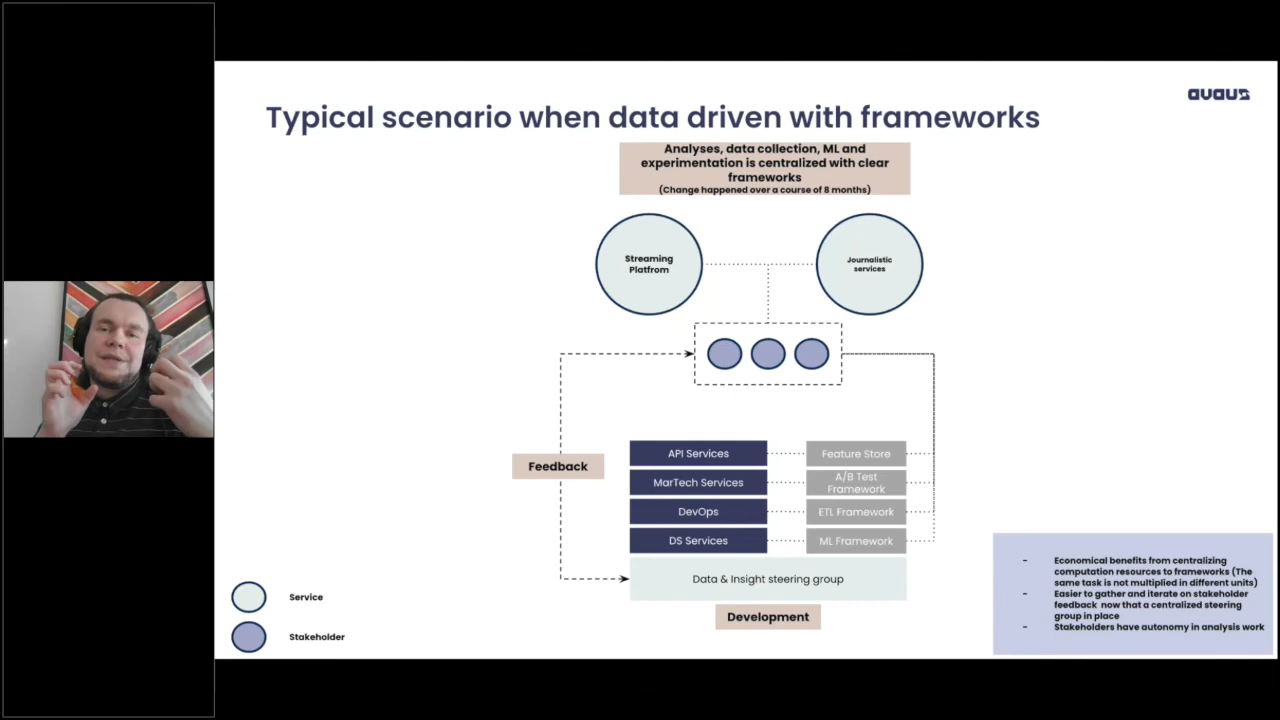 avaus
Typical scenario when data driven with frameworks
Analyses, data collection, ML and
experimentation is centralized with clear
frameworks
(Change happened over a course of 8 months)
Streaming
Platfrom
Journalistic
services
Feedback
API Services
Feature Store
MarTech Services
A/B Test
Framework
DevOps
ETL Framework
DS Services
ML Framework
Data & Insight steering group
Development
Service
Stakeholder
- Economical benefits from centralizing
computation resources to frameworks (The
same task is not multiplied in different units)
- Easier to gather and iterate on stakeholder
feedback now that a centralized steering
group in place
- Stakeholders have autonomy in analysis work